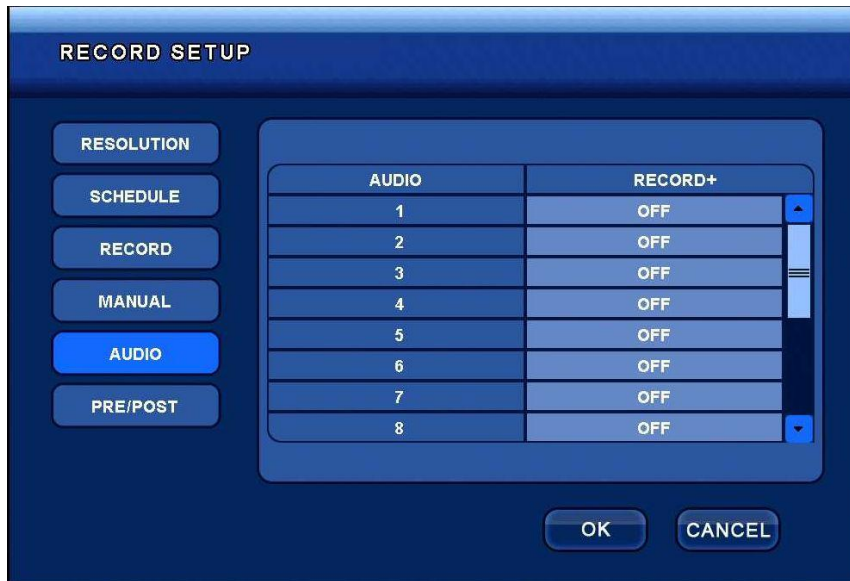 RECORD SETUP
RESOLUTION
SCHEDULE
RECORD
MANUAL
AUDIO
PRE/POST
AUDIO RECORD+
1 OFF
2 OFF
3 OFF
4 OFF
5 OFF
6 OFF
7 OFF
8 OFF
OK CANCEL